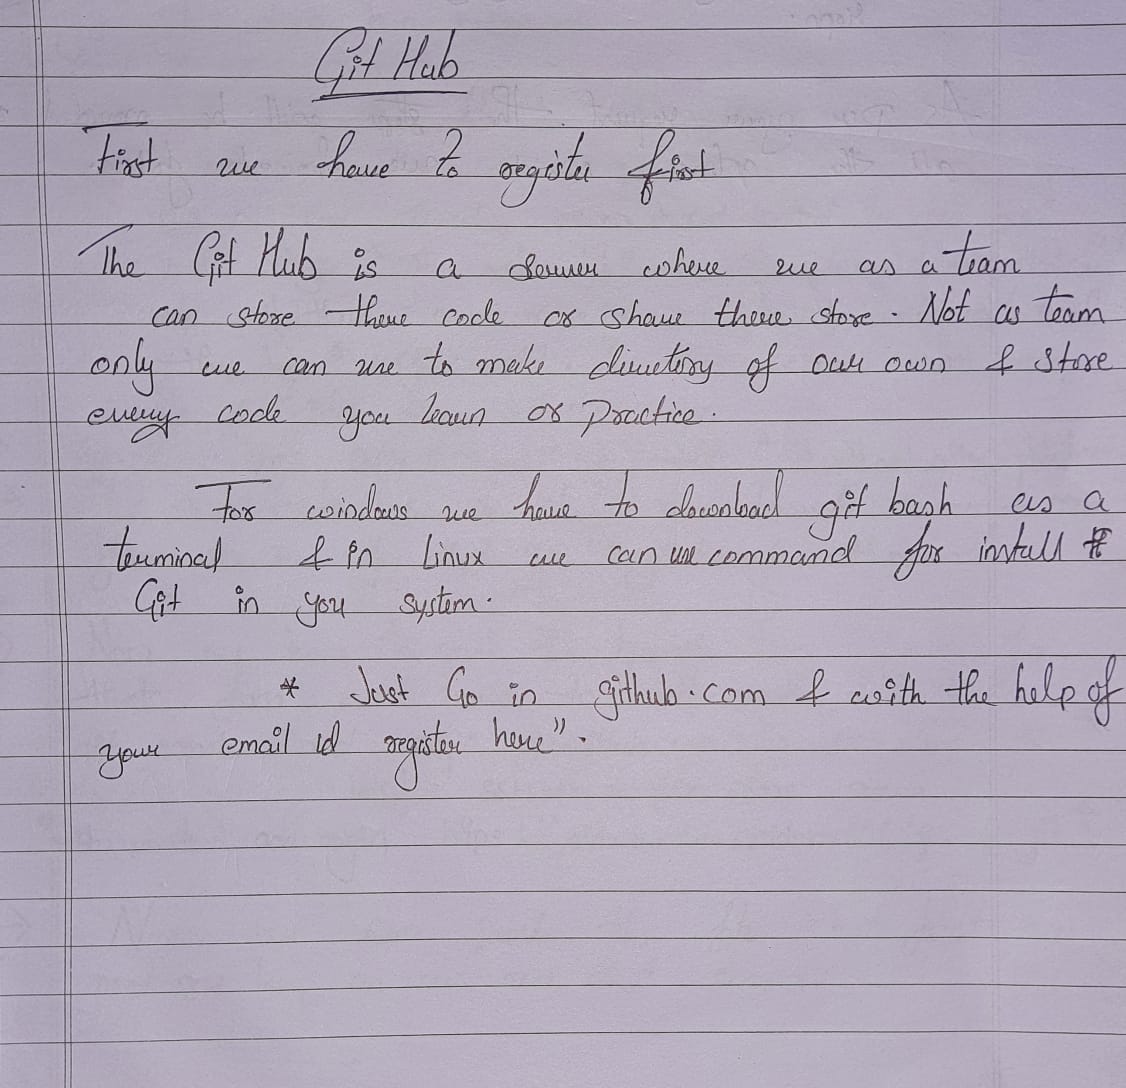 Git Hub
First we have to register first
The Git Hub is a server where we as a team
can store there code or share there store. Not as team
only we can use to make directory of our own & store
every code you learn or Practice.
For windows we have to download git bash as a
terminal & in Linux we can use command for install
Git in you system.
* Just Go in github.com & with the help of
your email id register here".